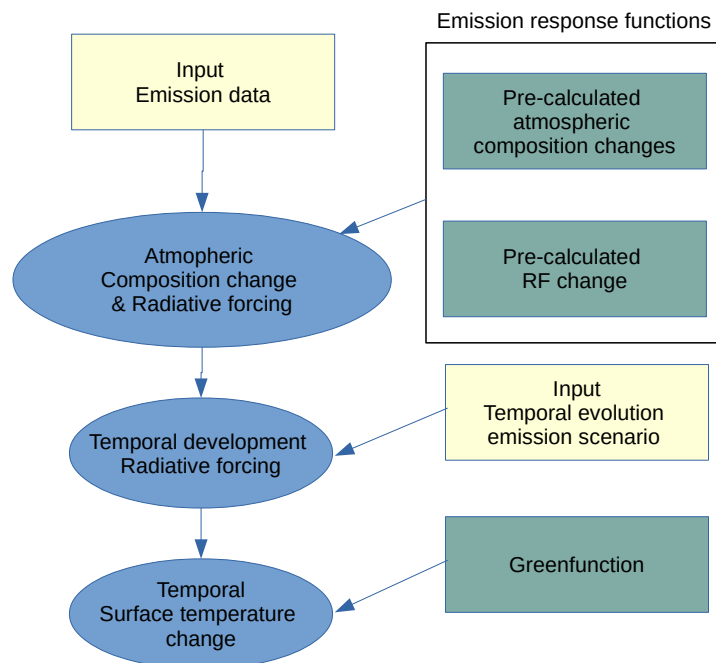 Emission response functions
Input
Emission data
Pre-calculated
atmospheric
composition changes
Atmopheric
Composition change
& Radiative forcing
Pre-calculated
RF change
Input
Temporal evolution
emission scenario
Temporal development
Radiative forcing
Greenfunction
Temporal
Surface temperature
change